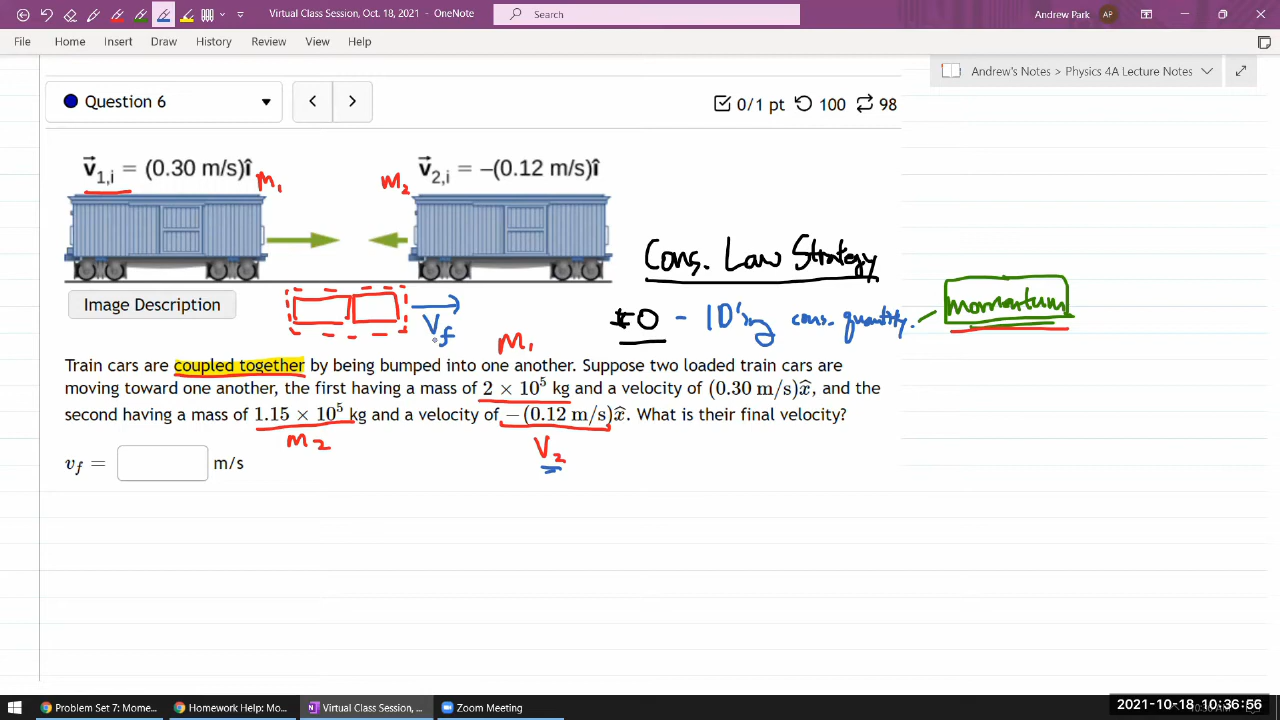 Virtual Class Session, Oct. 18, 2021 - OneNote
Search
Andrew Park
AP
File Home Insert Draw History Review View Help
Andrew's Notes > Physics 4A Lecture Notes
Question 6
0/1 pt 100 98
v⃗1,i = (0.30 m/s)î
M1
M2
v⃗2,i = –(0.12 m/s)î
Cons. Law Strategy
Image Description
Vf
#0 - ID'ing cons. quantity.
momentum
M1
Train cars are coupled together by being bumped into one another. Suppose two loaded train cars are
moving toward one another, the first having a mass of 2 × 10⁵ kg and a velocity of (0.30 m/s)x̂, and the
second having a mass of 1.15 × 10⁵ kg and a velocity of −(0.12 m/s)x̂. What is their final velocity?
M2
V2
vf = m/s
Problem Set 7: Mome...
Homework Help: Mo...
Virtual Class Session, ...
Zoom Meeting
2021-10-18 10:36:56